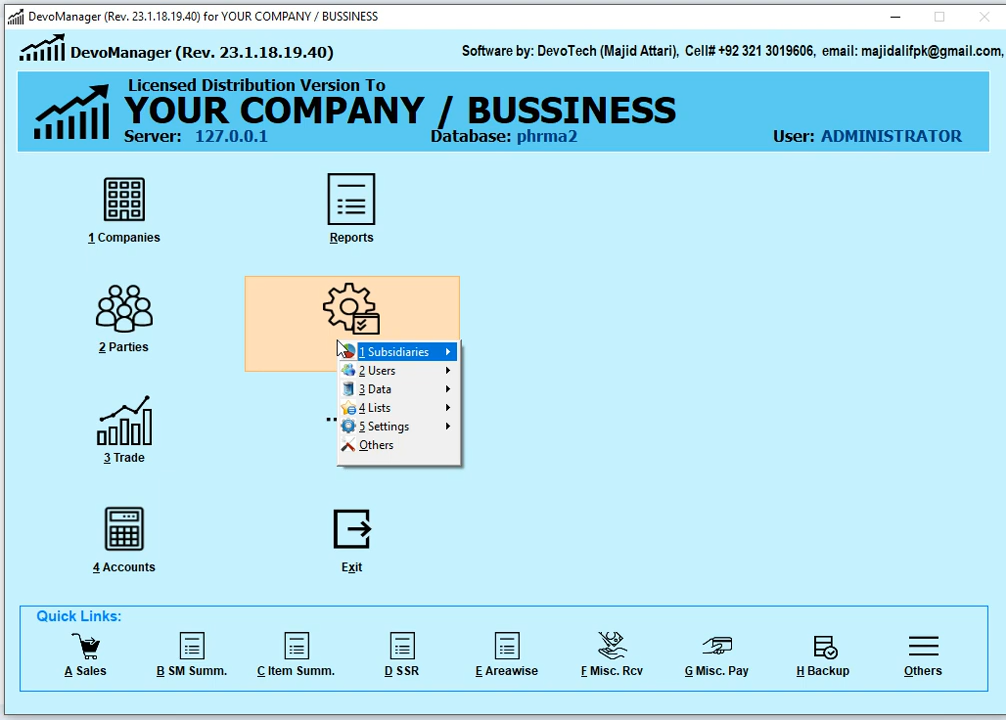 DevoManager (Rev. 23.1.18.19.40) for YOUR COMPANY / BUSSINESS
DevoManager (Rev. 23.1.18.19.40)
Software by: DevoTech (Majid Attari), Cell# +92 321 3019606, email: majidalifpk@gmail.com,
Licensed Distribution Version To
YOUR COMPANY / BUSSINESS
Server: 127.0.0.1 Database: phrma2 User: ADMINISTRATOR
1 Companies
Reports
2 Parties
1 Subsidiaries
2 Users
3 Data
4 Lists
5 Settings
Others
3 Trade
4 Accounts
Exit
Quick Links:
A Sales B SM Summ. C Item Summ. D SSR E Areawise F Misc. Rcv G Misc. Pay H Backup Others